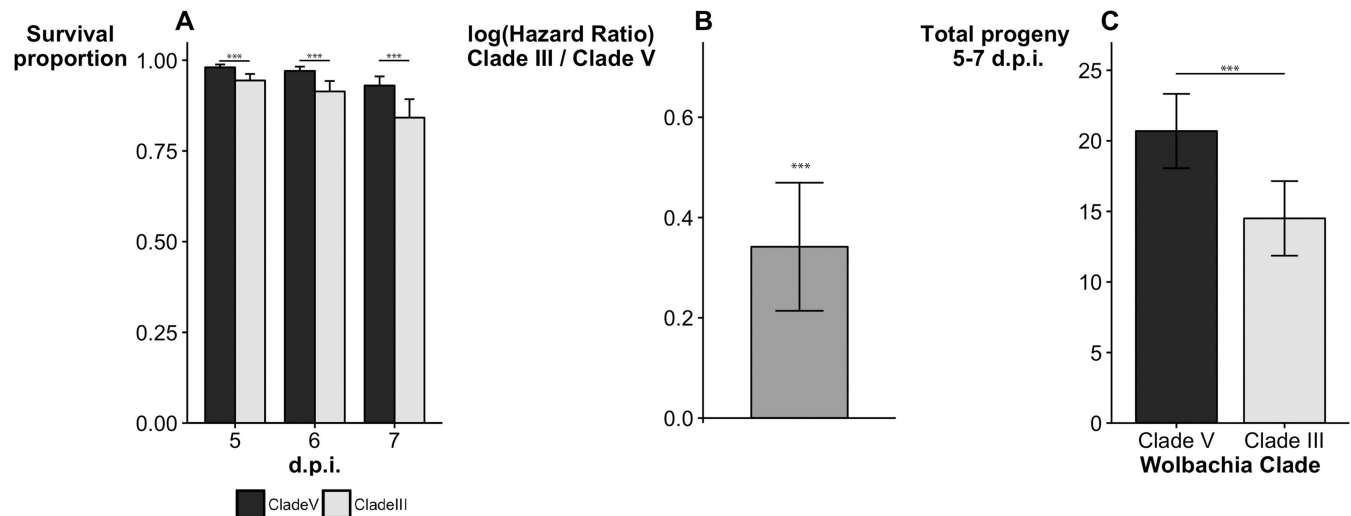 A
Survival
proportion
***
***
***
1.00
0.75
0.50
0.25
0.00
5
6
7
d.p.i.
CladeV
CladeIII
B
log(Hazard Ratio)
Clade III / Clade V
***
0.6
0.4
0.2
0.0
C
Total progeny
5-7 d.p.i.
***
25
20
15
10
5
0
Clade V
Clade III
Wolbachia Clade